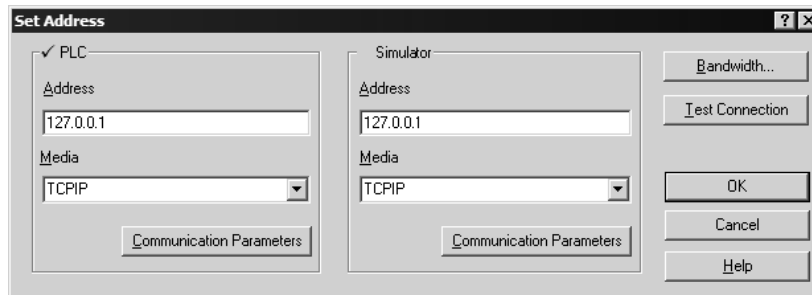 Set Address
✓ PLC
Address
127.0.0.1
Media
TCPIP
Communication Parameters
Simulator
Address
127.0.0.1
Media
TCPIP
Communication Parameters
Bandwidth...
Test Connection
OK
Cancel
Help